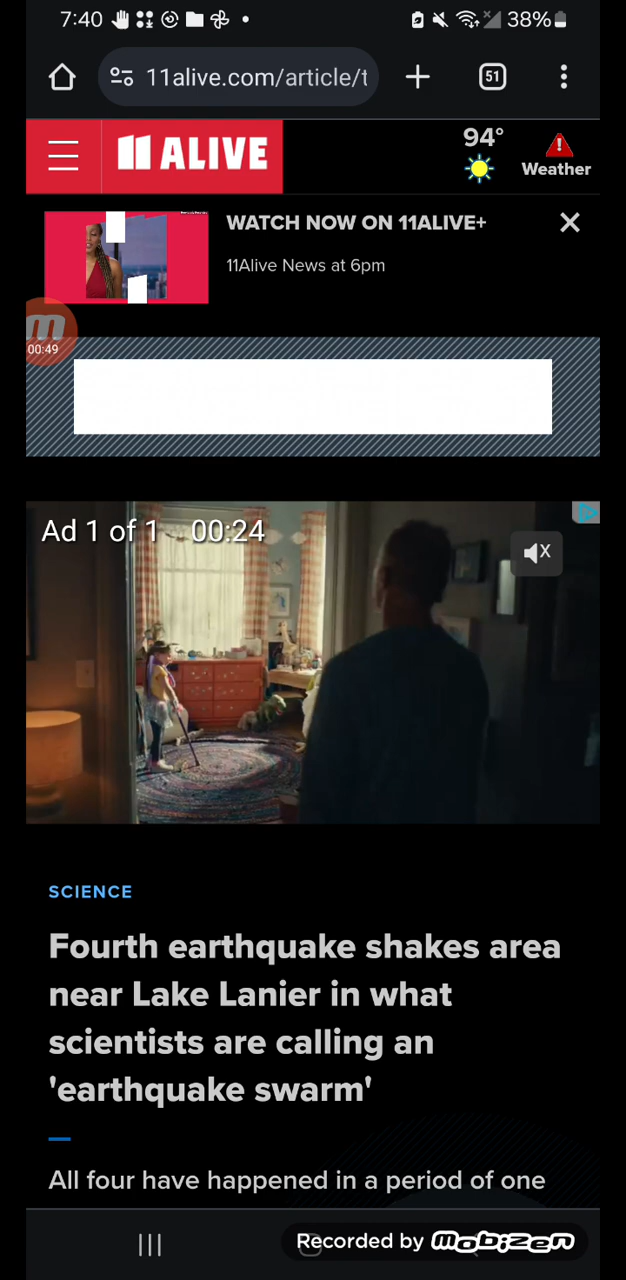 7:40 38%
11alive.com/article/t 51
11 ALIVE 94° Weather
WATCH NOW ON 11ALIVE+
11Alive News at 6pm
m
00:49
Ad 1 of 1 00:24
SCIENCE
Fourth earthquake shakes area
near Lake Lanier in what
scientists are calling an
'earthquake swarm'
All four have happened in a period of one
Recorded by mobizen